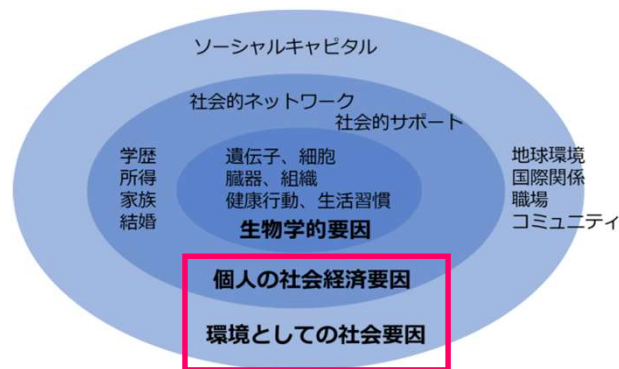 ソーシャルキャピタル
社会的ネットワーク
社会的サポート
学歴
所得
家族
結婚
遺伝子、細胞
臓器、組織
健康行動、生活習慣
生物学的要因
地球環境
国際関係
職場
コミュニティ
個人の社会経済要因
環境としての社会要因